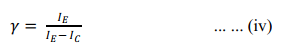 γ = I_E / (I_E − I_C) ... ... (iv)